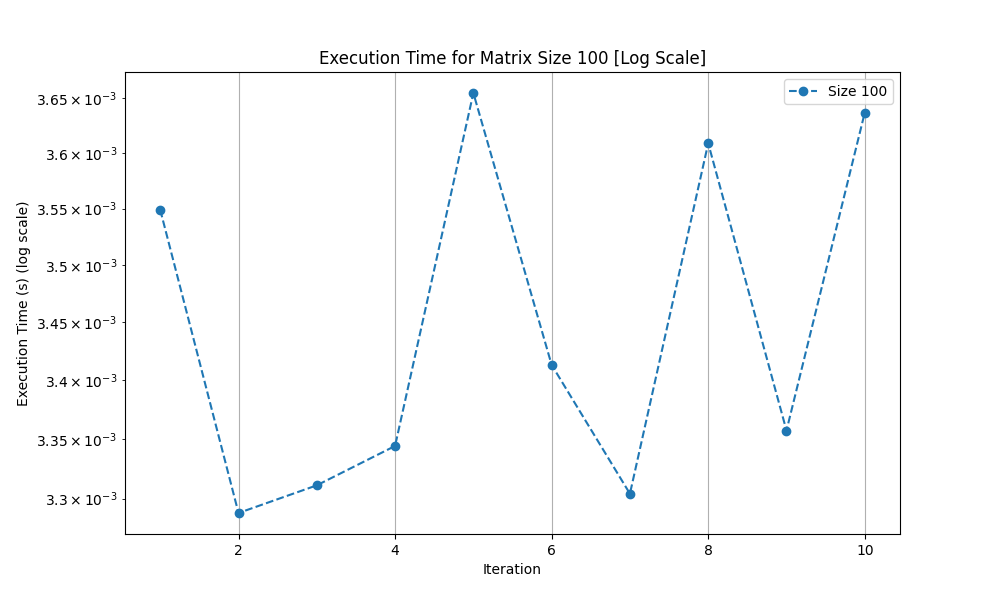 Execution Time for Matrix Size 100 [Log Scale]
Size 100
Execution Time (s) (log scale)
3.65 × 10⁻³
3.6 × 10⁻³
3.55 × 10⁻³
3.5 × 10⁻³
3.45 × 10⁻³
3.4 × 10⁻³
3.35 × 10⁻³
3.3 × 10⁻³
2 4 6 8 10
Iteration